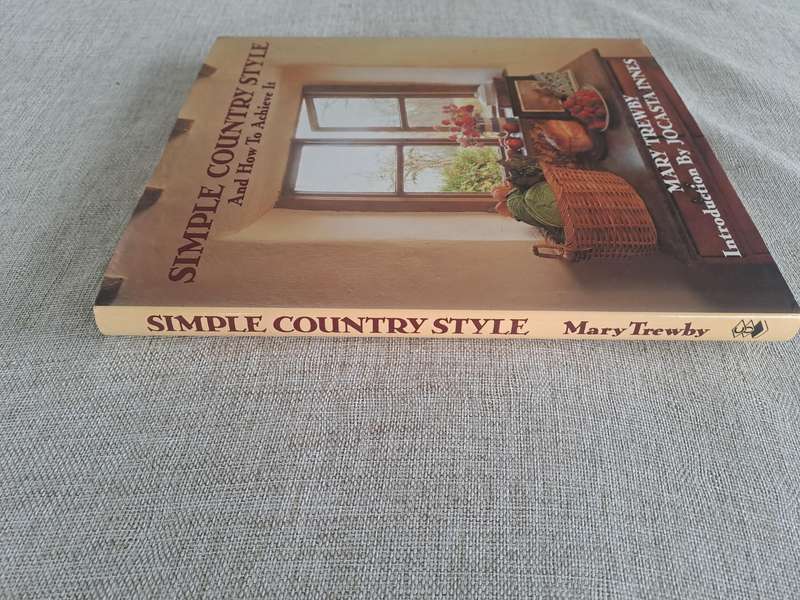 SIMPLE COUNTRY STYLE
And How To Achieve It
MARY TREWBY
Introduction By JOCASTA INNES
SIMPLE COUNTRY STYLE Mary Trewby